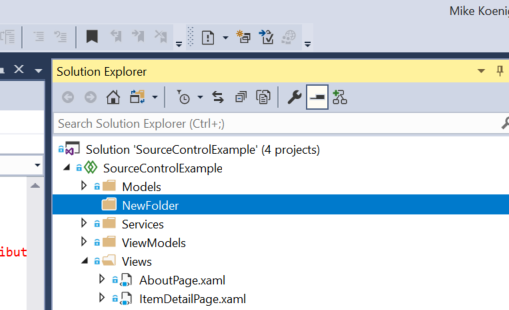 Mike Koenig
Solution Explorer
Search Solution Explorer (Ctrl+;)
Solution 'SourceControlExample' (4 projects)
SourceControlExample
Models
NewFolder
Services
ViewModels
ibut
Views
AboutPage.xaml
ItemDetailPage.xaml